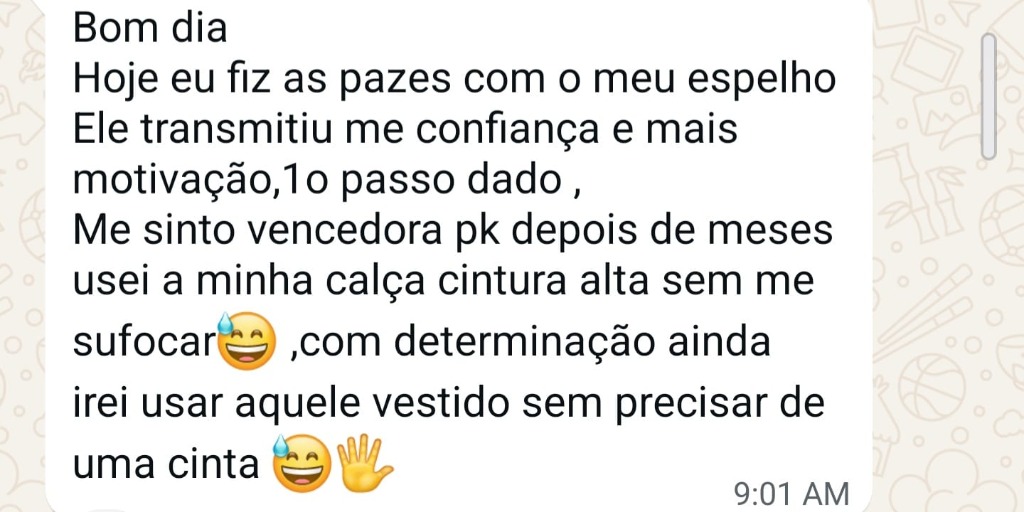 Bom dia
Hoje eu fiz as pazes com o meu espelho
Ele transmitiu me confiança e mais
motivação,1o passo dado ,
Me sinto vencedora pk depois de meses
usei a minha calça cintura alta sem me
sufocar😅 ,com determinação ainda
irei usar aquele vestido sem precisar de
uma cinta 😅🖐
9:01 AM